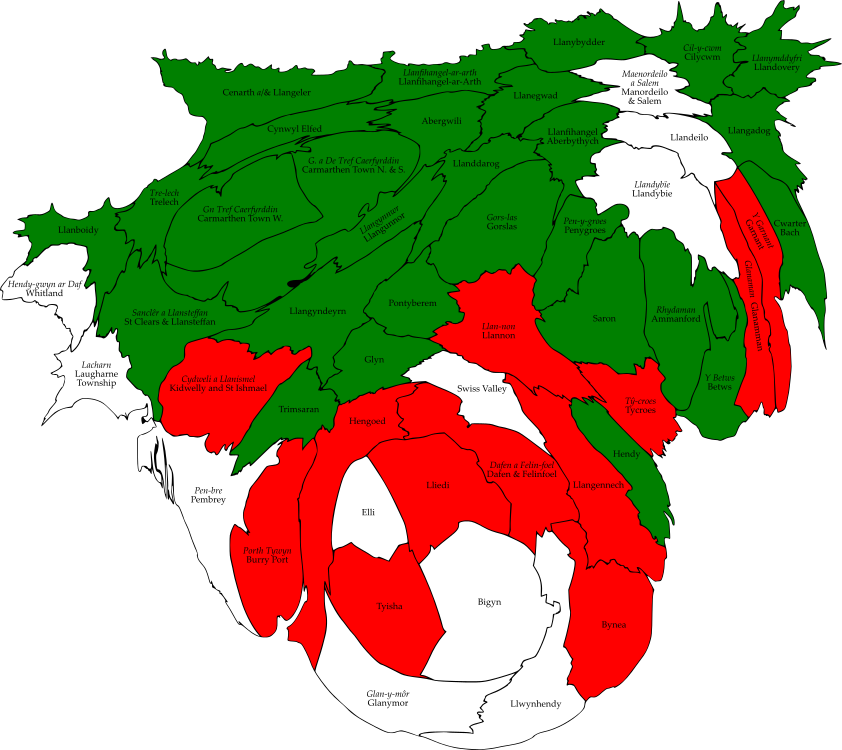 Llanybydder
Cil-y-cwm
Cilycwm
Llanymddyfri
Llandovery
Llanfihangel-ar-arth
Llanfihangel-ar-Arth
Maenordeilo
a Salem
Manordeilo
& Salem
Cenarth a/& Llangeler
Llanegwad
Cynwyl Elfed
Abergwili
Llanfihangel
Aberbythych
Llandeilo
Llangadog
G. a De Tref Caerfyrddin
Carmarthen Town N. & S.
Llanddarog
Llandybïe
Llandybie
Tre-lech
Trelech
Gn Tref Caerfyrddin
Carmarthen Town W.
Llangunnor
Llangunnor
Gors-las
Gorslas
Pen-y-groes
Penygroes
Y Garnant
Garnant
Cwarter
Bach
Llanboidy
Hendy-gwyn ar Daf
Whitland
Sanclêr a Llansteffan
St Clears & Llansteffan
Llangyndeyrn
Pontyberem
Saron
Rhydaman
Ammanford
Glanaman Glanamman
Llan-non
Llannon
Lacharn
Laugharne
Township
Cydweli a Llanismel
Kidwelly and St Ishmael
Glyn
Swiss Valley
Y Betws
Betws
Trimsaran
Hengoed
Tŷ-croes
Tycroes
Hendy
Pen-bre
Pembrey
Elli
Lliedi
Dafen a Felin-foel
Dafen & Felinfoel
Llangennech
Porth Tywyn
Burry Port
Tyisha
Bigyn
Bynea
Glan-y-môr
Glanymor
Llwynhendy